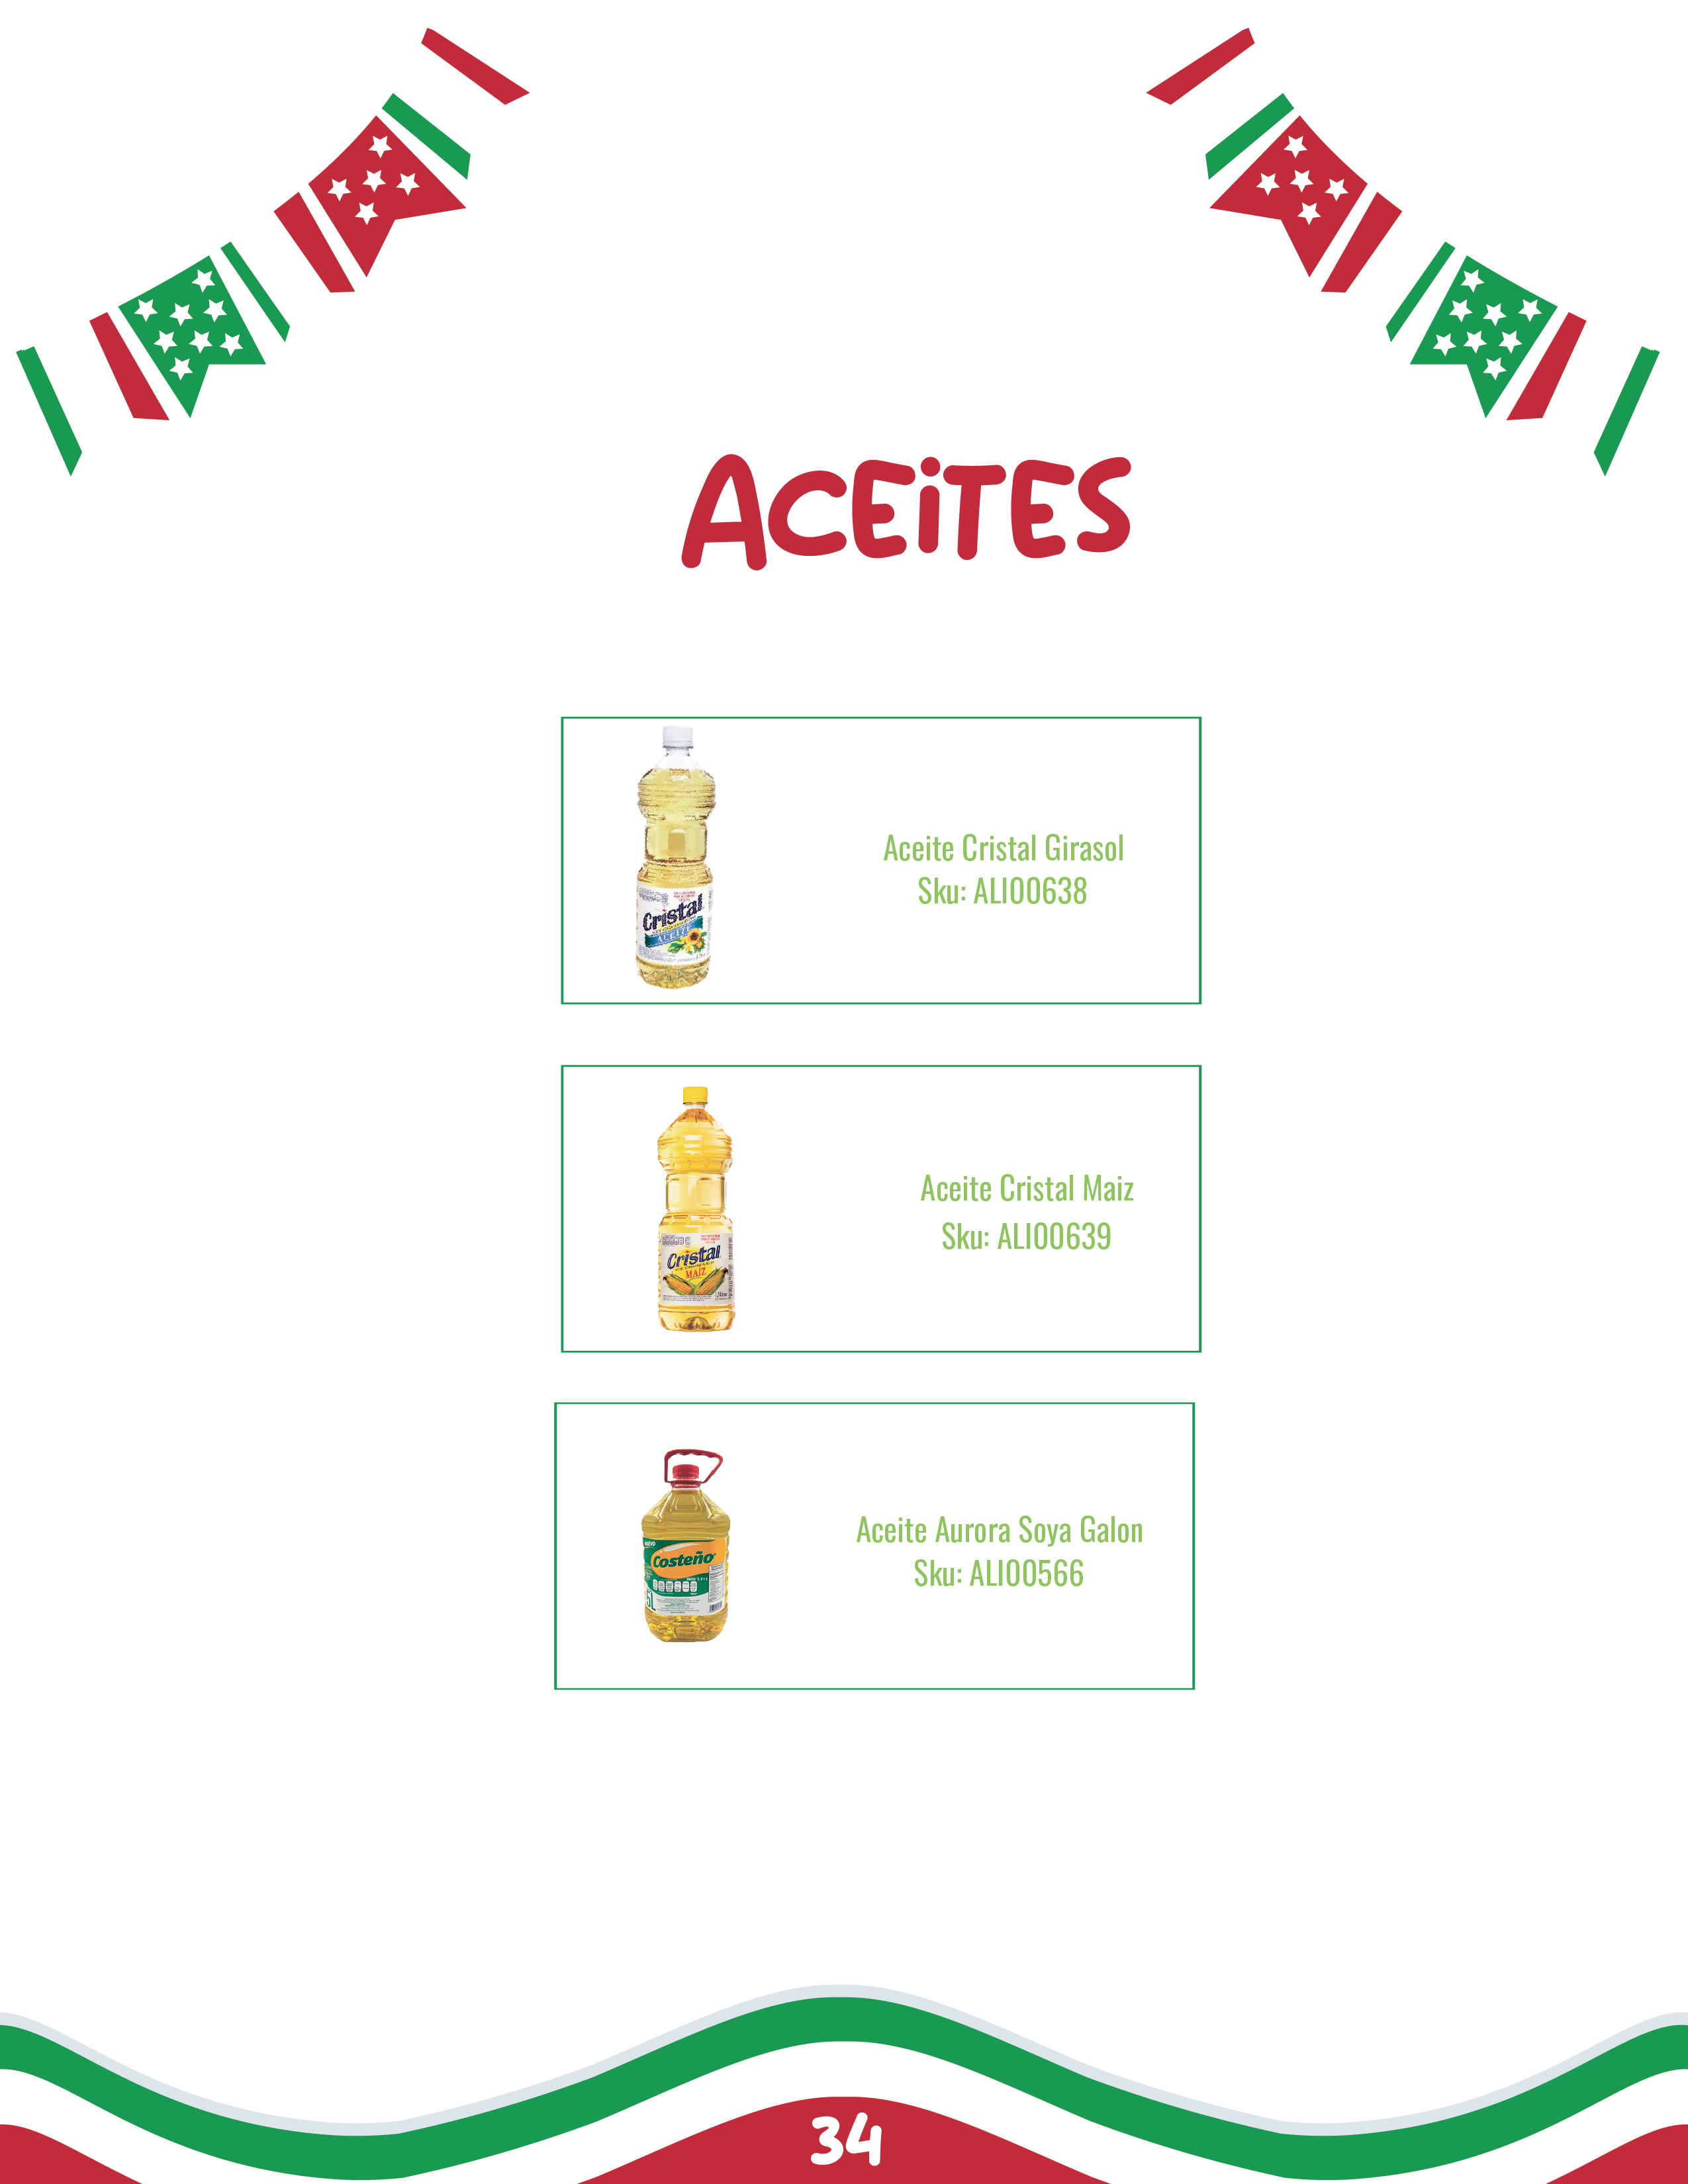 ACEiTES
Cristal
ACEITE
Aceite Cristal Girasol
Sku: ALI00638
Cristal
MAIZ
Aceite Cristal Maiz
Sku: ALI00639
NUEVO
Costeño
5L
Aceite Aurora Soya Galon
Sku: ALI00566
34